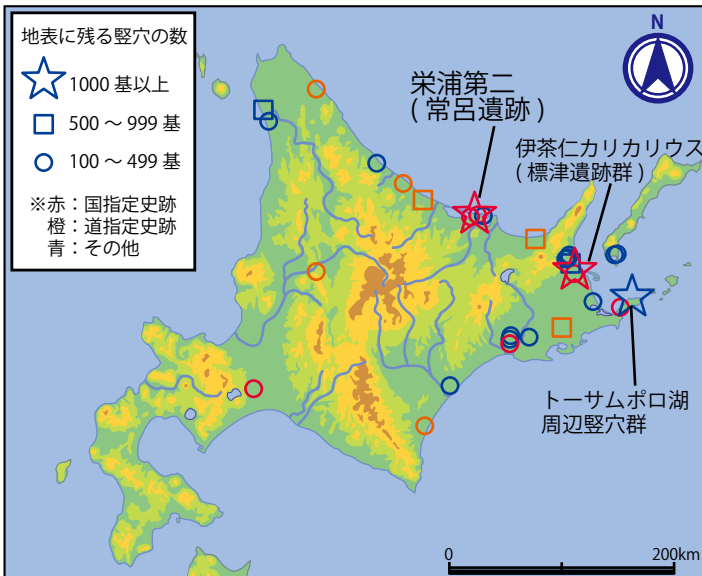 地表に残る竪穴の数
1000 基以上
500 ～ 999 基
100 ～ 499 基
※赤：国指定史跡
橙：道指定史跡
青：その他
N
栄浦第二
( 常呂遺跡 )
伊茶仁カリカリウス
( 標津遺跡群 )
トーサムポロ湖
周辺竪穴群
0 200km